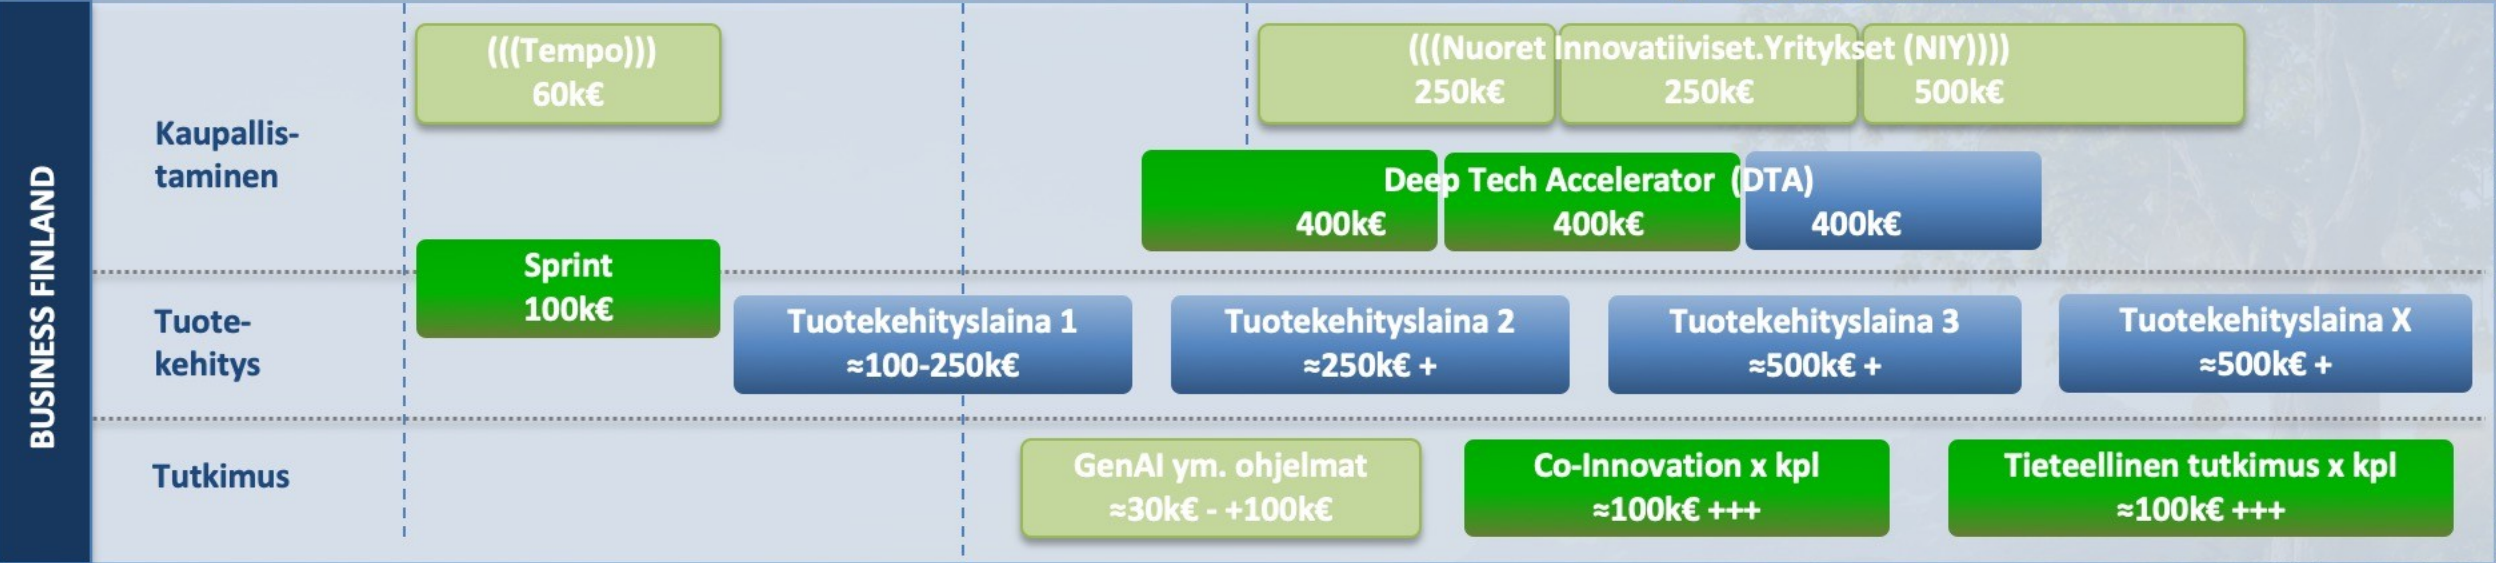 BUSINESS FINLAND
Kaupallis-
taminen
(((Tempo)))
60k€
(((Nuoret Innovatiiviset.Yritykset (NIY))))
250k€ 250k€ 500k€
Deep Tech Accelerator (DTA)
400k€ 400k€ 400k€
Sprint
100k€
Tuote-
kehitys
Tuotekehityslaina 1
≈100-250k€
Tuotekehityslaina 2
≈250k€ +
Tuotekehityslaina 3
≈500k€ +
Tuotekehityslaina X
≈500k€ +
Tutkimus
GenAI ym. ohjelmat
≈30k€ - +100k€
Co-Innovation x kpl
≈100k€ +++
Tieteellinen tutkimus x kpl
≈100k€ +++